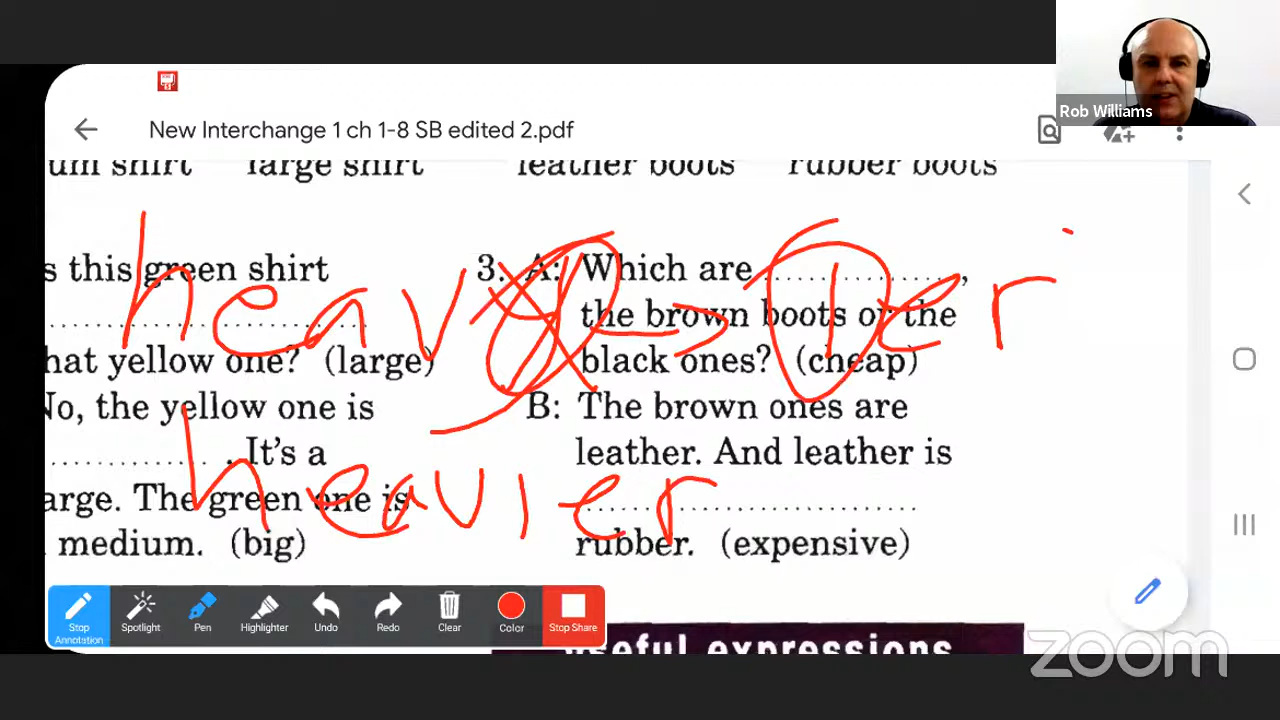 Rob Williams
New Interchange 1 ch 1-8 SB edited 2.pdf
um shirt large shirt leather boots rubber boots
s this green shirt
hat yellow one? (large)
No, the yellow one is
. It's a
arge. The green one is
medium. (big)
3. A: Which are ,
the brown boots or the
black ones? (cheap)
B: The brown ones are
leather. And leather is
rubber. (expensive)
heavy -> ier
heavier
useful expressions
Stop Annotation Spotlight Pen Highlighter Undo Redo Clear Color Stop Share
zoom